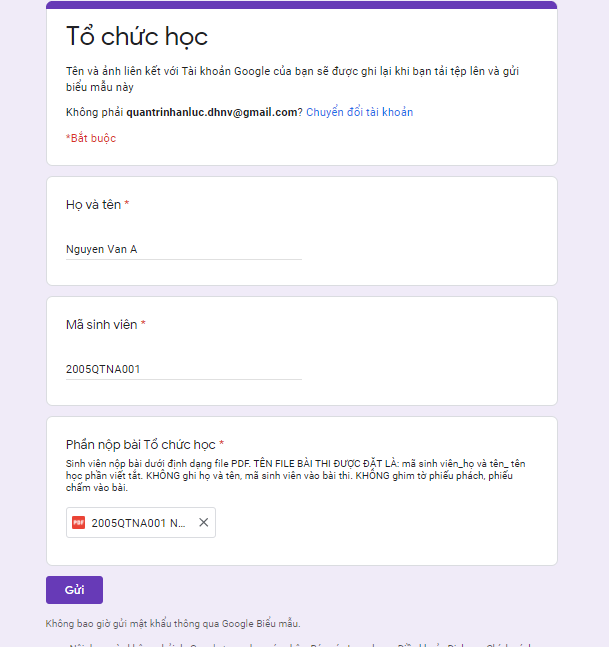 Tổ chức học
Tên và ảnh liên kết với Tài khoản Google của bạn sẽ được ghi lại khi bạn tải tệp lên và gửi
biểu mẫu này
Không phải quantrinhanluc.dhnv@gmail.com? Chuyển đổi tài khoản
*Bắt buộc
Họ và tên *
Nguyen Van A
Mã sinh viên *
2005QTNA001
Phần nộp bài Tổ chức học *
Sinh viên nộp bài dưới định dạng file PDF. TÊN FILE BÀI THI ĐƯỢC ĐẶT LÀ: mã sinh viên_họ và tên_ tên
học phần viết tắt. KHÔNG ghi họ và tên, mã sinh viên vào bài thi. KHÔNG ghim tờ phiếu phách, phiếu
chấm vào bài.
PDF 2005QTNA001 N...
Gửi
Không bao giờ gửi mật khẩu thông qua Google Biểu mẫu.